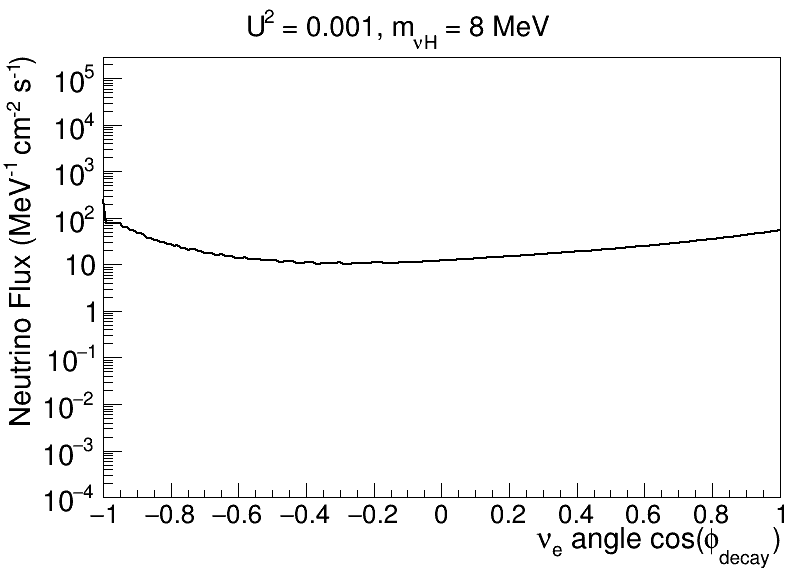 U² = 0.001, m_νH = 8 MeV
Neutrino Flux (MeV⁻¹ cm⁻² s⁻¹)
10⁵
10⁴
10³
10²
10
1
10⁻¹
10⁻²
10⁻³
10⁻⁴
−1 −0.8 −0.6 −0.4 −0.2 0 0.2 0.4 0.6 0.8 1
ν_e angle cos(ϕ_decay)